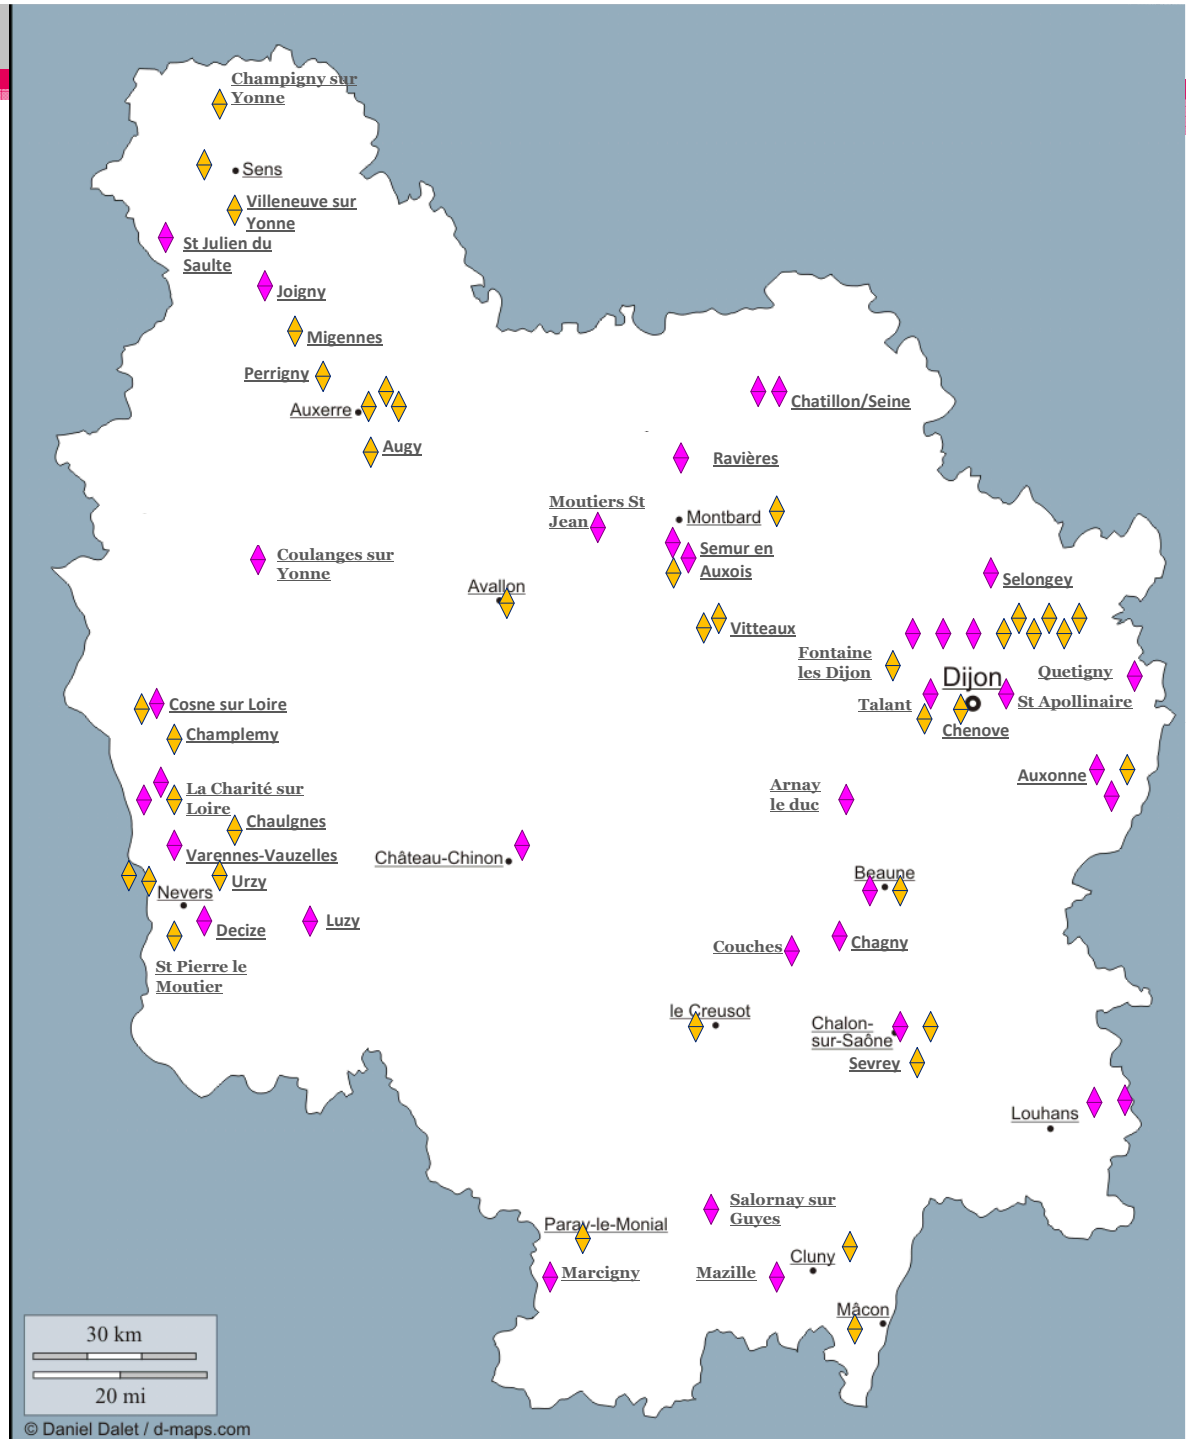 Champigny sur
Yonne
Sens
Villeneuve sur
Yonne
St Julien du
Saulte
Joigny
Migennes
Perrigny
Auxerre
Augy
Chatillon/Seine
Ravières
Moutiers St
Jean
Montbard
Semur en
Auxois
Coulanges sur
Yonne
Avallon
Selongey
Vitteaux
Fontaine
les Dijon
Dijon
Quetigny
Talant
St Apollinaire
Chenove
Cosne sur Loire
Champlemy
Auxonne
Arnay
le duc
La Charité sur
Loire
Chaulgnes
Varennes-Vauzelles
Château-Chinon
Urzy
Nevers
Beaune
Decize
Luzy
Chagny
Couches
St Pierre le
Moutier
le Creusot
Chalon-
sur-Saône
Sevrey
Louhans
Salornay sur
Guyes
Paray-le-Monial
Cluny
Marcigny
Mazille
Mâcon
30 km
20 mi
© Daniel Dalet / d-maps.com